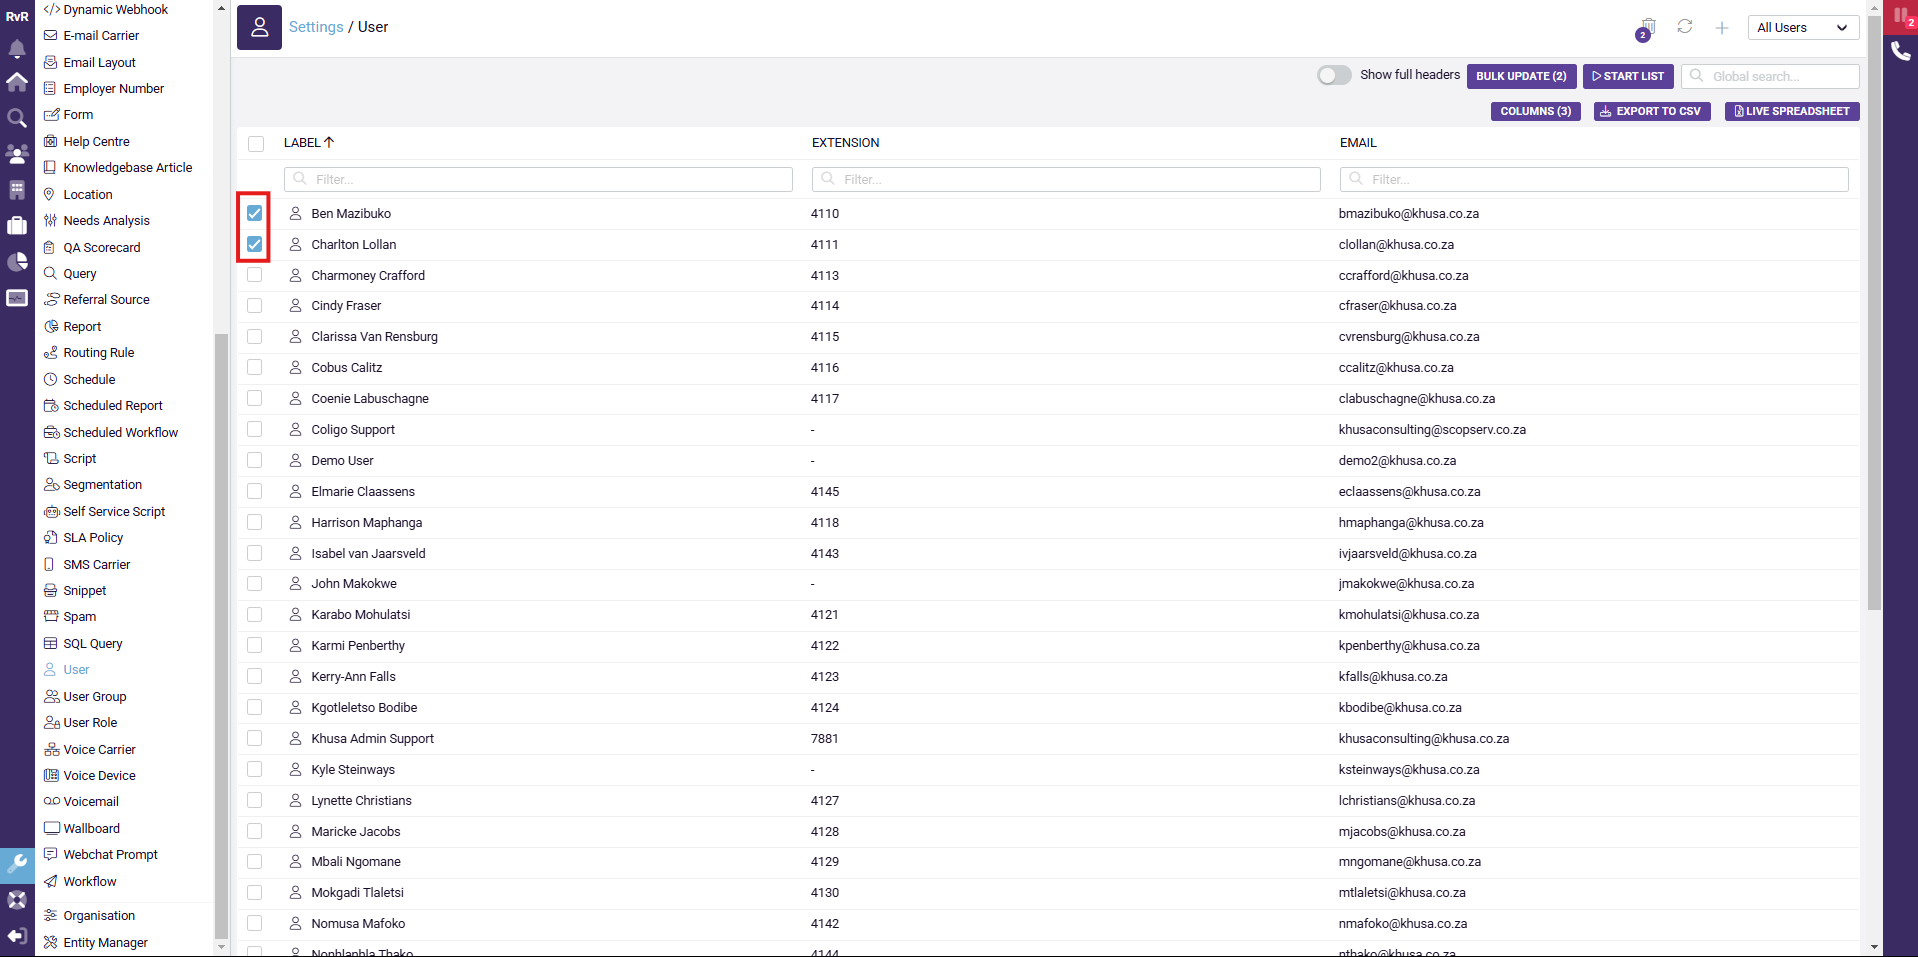 RvR
Dynamic Webhook
E-mail Carrier
Email Layout
Employer Number
Form
Help Centre
Knowledgebase Article
Location
Needs Analysis
QA Scorecard
Query
Referral Source
Report
Routing Rule
Schedule
Scheduled Report
Scheduled Workflow
Script
Segmentation
Self Service Script
SLA Policy
SMS Carrier
Snippet
Spam
SQL Query
User
User Group
User Role
Voice Carrier
Voice Device
Voicemail
Wallboard
Webchat Prompt
Workflow
Organisation
Entity Manager
Settings / User
2
All Users
2
Show full headers BULK UPDATE (2) START LIST Global search...
COLUMNS (3) EXPORT TO CSV LIVE SPREADSHEET
LABEL EXTENSION EMAIL
Filter... Filter... Filter...
Ben Mazibuko 4110 bmazibuko@khusa.co.za
Charlton Lollan 4111 clollan@khusa.co.za
Charmoney Crafford 4113 ccrafford@khusa.co.za
Cindy Fraser 4114 cfraser@khusa.co.za
Clarissa Van Rensburg 4115 cvrensburg@khusa.co.za
Cobus Calitz 4116 ccalitz@khusa.co.za
Coenie Labuschagne 4117 clabuschagne@khusa.co.za
Coligo Support - khusaconsulting@scopserv.co.za
Demo User - demo2@khusa.co.za
Elmarie Claassens 4145 eclaassens@khusa.co.za
Harrison Maphanga 4118 hmaphanga@khusa.co.za
Isabel van Jaarsveld 4143 ivjaarsveld@khusa.co.za
John Makokwe - jmakokwe@khusa.co.za
Karabo Mohulatsi 4121 kmohulatsi@khusa.co.za
Karmi Penberthy 4122 kpenberthy@khusa.co.za
Kerry-Ann Falls 4123 kfalls@khusa.co.za
Kgotleletso Bodibe 4124 kbodibe@khusa.co.za
Khusa Admin Support 7881 khusaconsulting@khusa.co.za
Kyle Steinways - ksteinways@khusa.co.za
Lynette Christians 4127 lchristians@khusa.co.za
Maricke Jacobs 4128 mjacobs@khusa.co.za
Mbali Ngomane 4129 mngomane@khusa.co.za
Mokgadi Tlaletsi 4130 mtlaletsi@khusa.co.za
Nomusa Mafoko 4142 nmafoko@khusa.co.za
Nonhlanhla Thako 4144 nthako@khusa.co.za